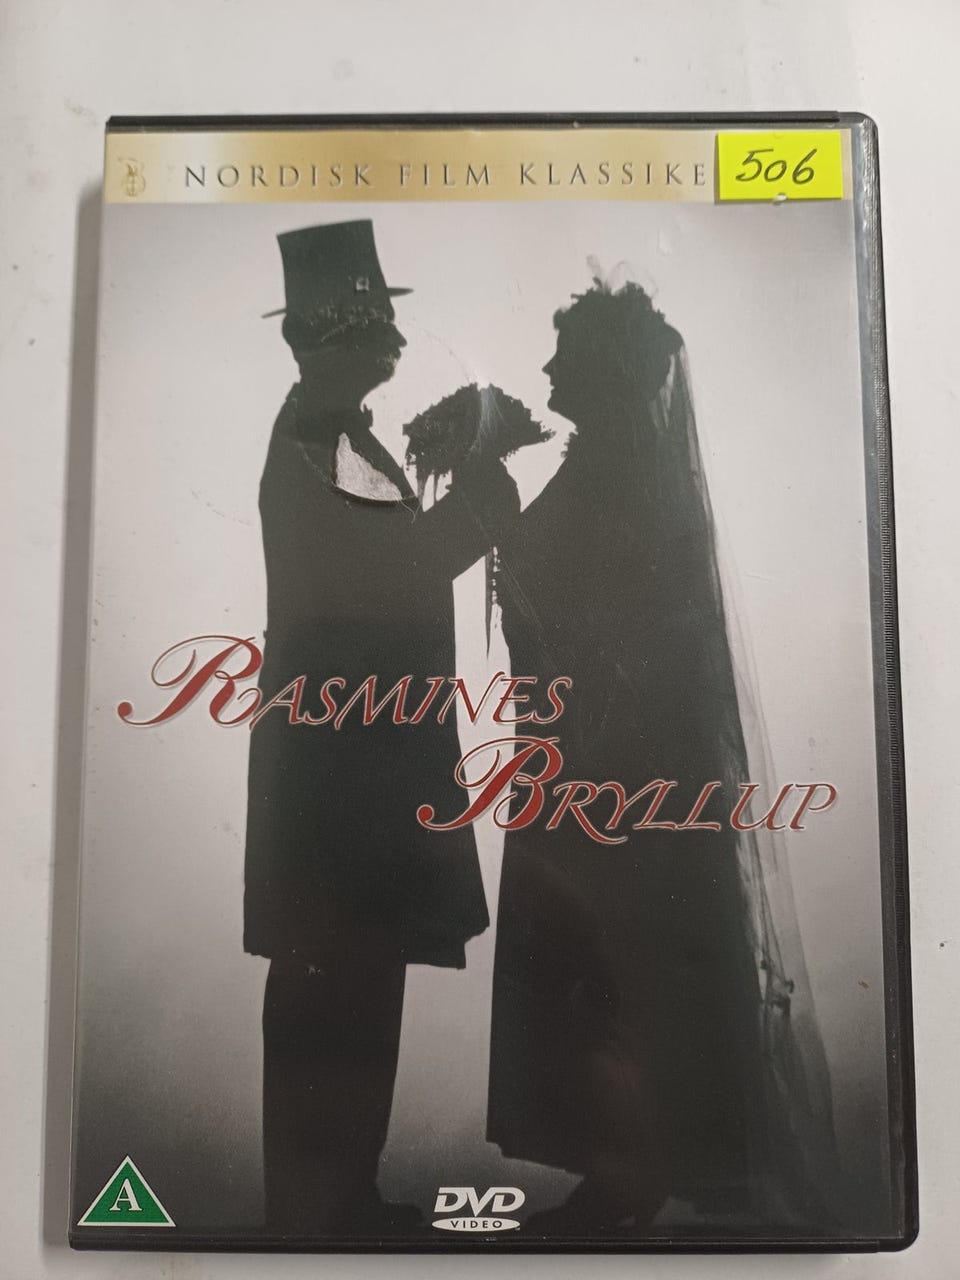 NORDISK FILM KLASSIKE
506
RASMINES
BRYLLUP
A
DVD
VIDEO